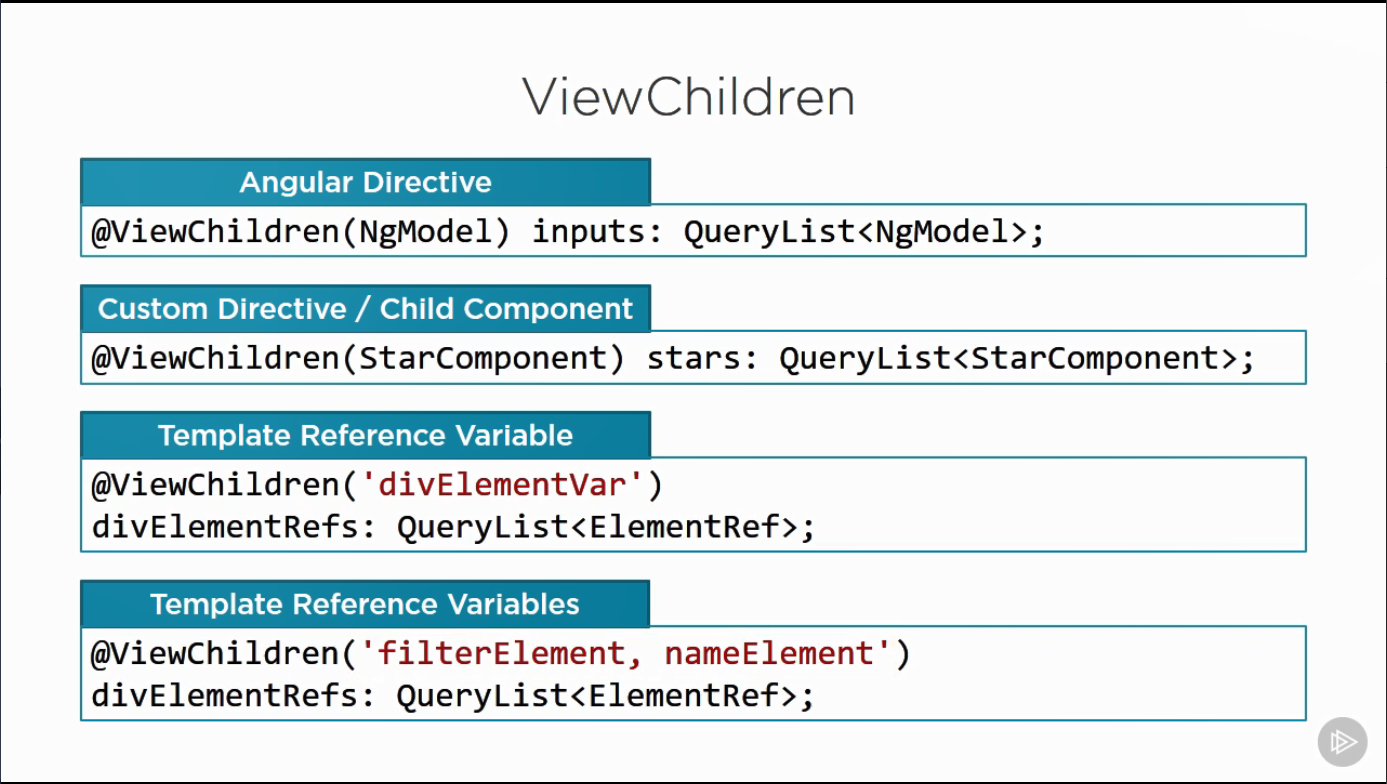 ViewChildren
Angular Directive
@ViewChildren(NgModel) inputs: QueryList<NgModel>;
Custom Directive / Child Component
@ViewChildren(StarComponent) stars: QueryList<StarComponent>;
Template Reference Variable
@ViewChildren('divElementVar')
divElementRefs: QueryList<ElementRef>;
Template Reference Variables
@ViewChildren('filterElement, nameElement')
divElementRefs: QueryList<ElementRef>;